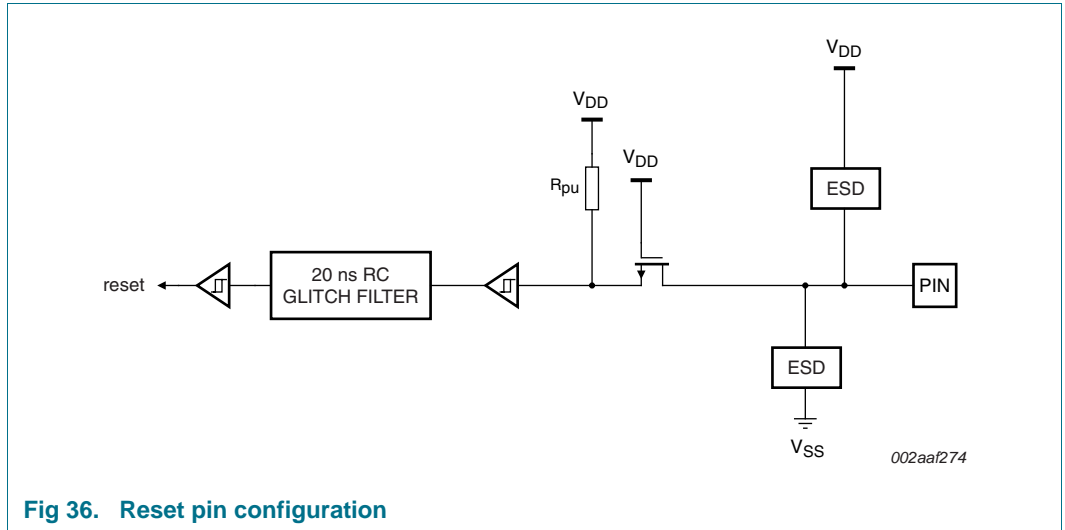 VDD
VDD
VDD
Rpu
ESD
reset
20 ns RC
GLITCH FILTER
PIN
ESD
VSS
002aaf274
Fig 36. Reset pin configuration